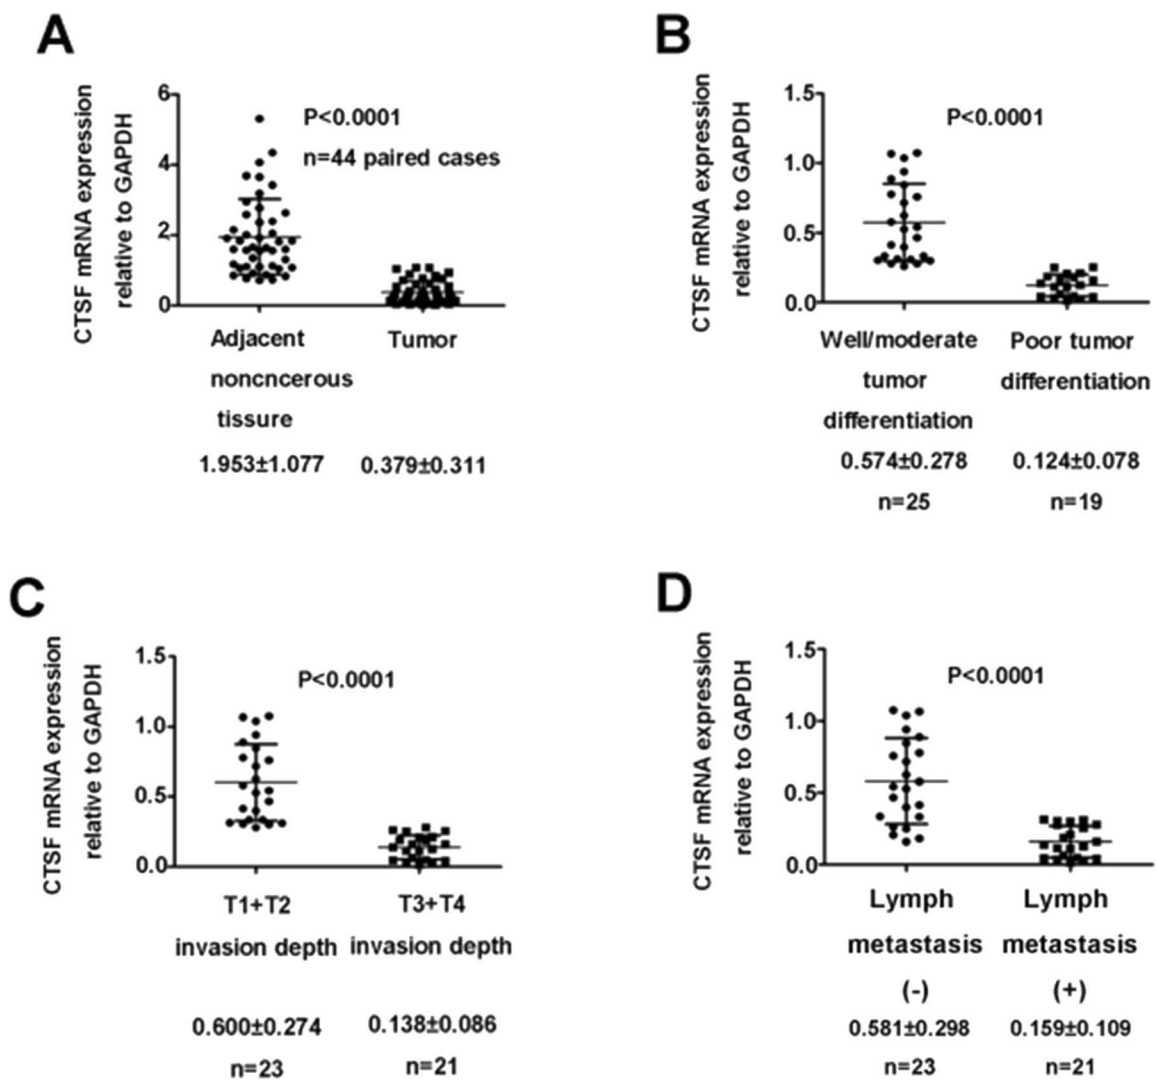 A
CTSF mRNA expression
relative to GAPDH
6
4
2
0
P<0.0001
n=44 paired cases
Adjacent
noncncerous
tissure
Tumor
1.953±1.077
0.379±0.311
B
CTSF mRNA expression
relative to GAPDH
1.5
1.0
0.5
0.0
P<0.0001
Well/moderate
tumor
differentiation
Poor tumor
differentiation
0.574±0.278
0.124±0.078
n=25
n=19
C
CTSF mRNA expression
relative to GAPDH
1.5
1.0
0.5
0.0
P<0.0001
T1+T2
invasion depth
T3+T4
invasion depth
0.600±0.274
0.138±0.086
n=23
n=21
D
CTSF mRNA expression
relative to GAPDH
1.5
1.0
0.5
0.0
P<0.0001
Lymph
metastasis
(-)
Lymph
metastasis
(+)
0.581±0.298
0.159±0.109
n=23
n=21